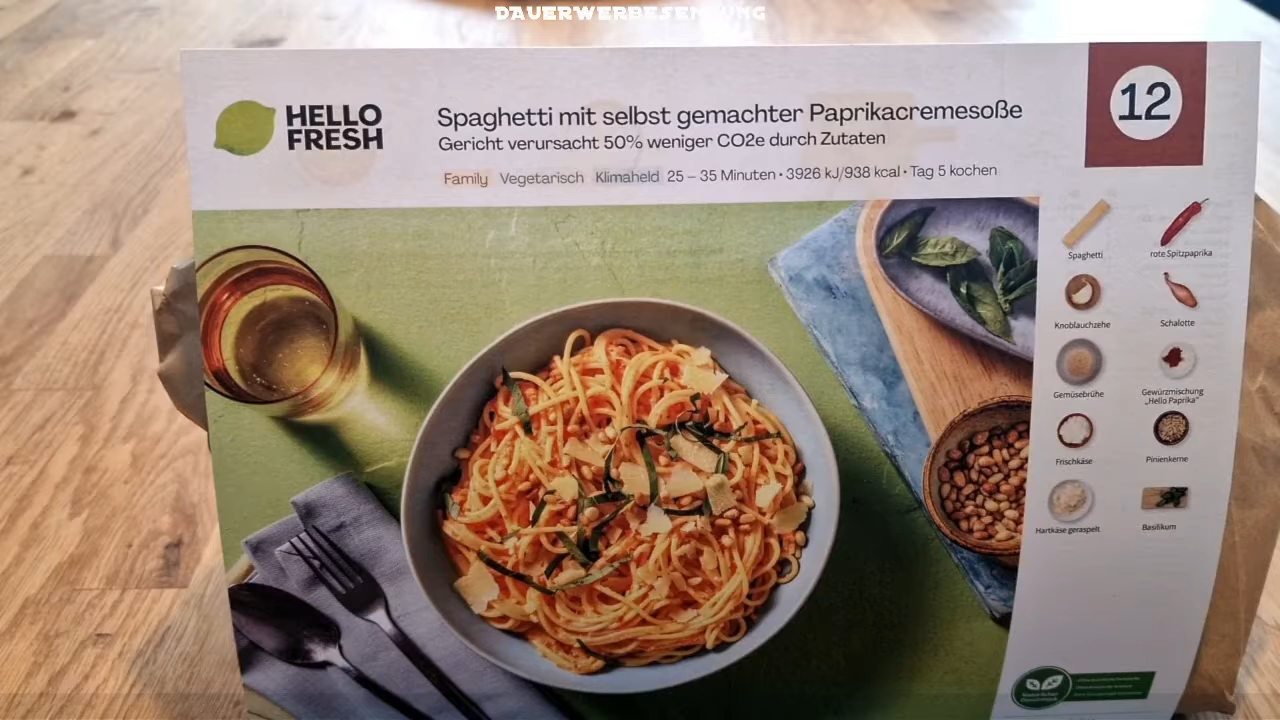 DAUERWERBESENDUNG
HELLO
FRESH
Spaghetti mit selbst gemachter Paprikacremesoße
Gericht verursacht 50% weniger CO2e durch Zutaten
Family Vegetarisch Klimaheld 25 – 35 Minuten • 3926 kJ/938 kcal • Tag 5 kochen
12
Spaghetti
rote Spitzpaprika
Knoblauchzehe
Schalotte
Gemüsebrühe
Gewürzmischung
„Hello Paprika"
Frischkäse
Pinienkerne
Hartkäse geraspelt
Basilikum